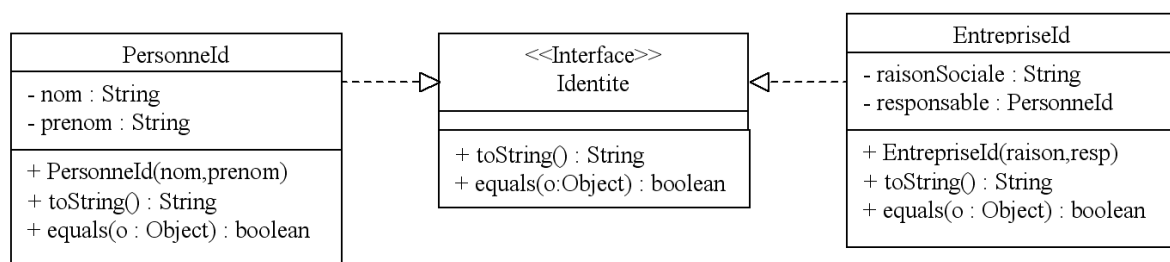 PersonneId
- nom : String
- prenom : String
+ PersonneId(nom,prenom)
+ toString() : String
+ equals(o : Object) : boolean
<<Interface>>
Identite
+ toString() : String
+ equals(o:Object) : boolean
EntrepriseId
- raisonSociale : String
- responsable : PersonneId
+ EntrepriseId(raison,resp)
+ toString() : String
+ equals(o : Object) : boolean